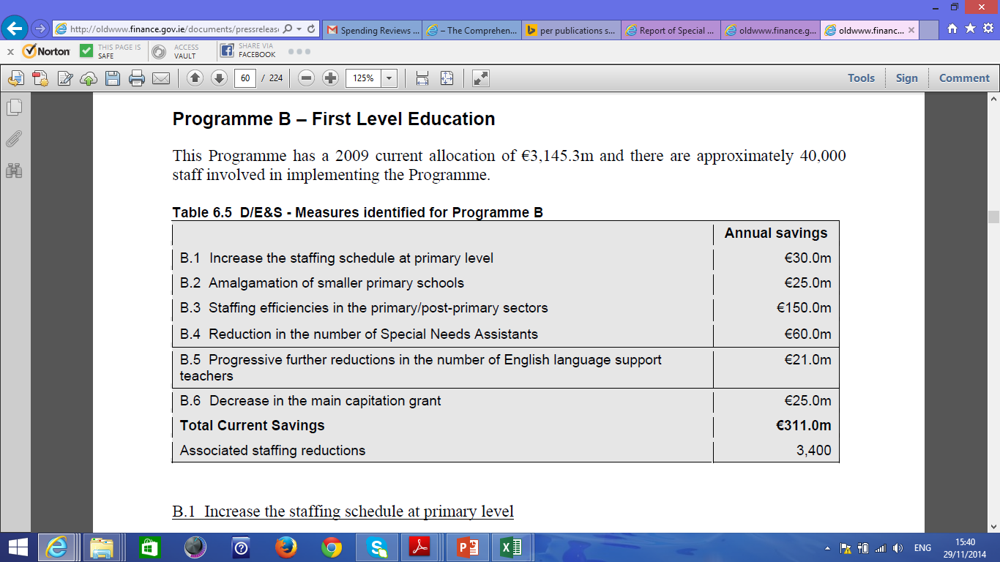 http://oldwww.finance.gov.ie/documents/pressreleas
Spending Reviews ...
– The Comprehen...
per publications s...
Report of Special ...
oldwww.finance.g...
oldwww.financ...
x Norton
THIS PAGE IS
SAFE
ACCESS
VAULT
SHARE VIA
FACEBOOK
60 / 224
125%
Tools
Sign
Comment
Programme B – First Level Education
This Programme has a 2009 current allocation of €3,145.3m and there are approximately 40,000
staff involved in implementing the Programme.
Table 6.5 D/E&S - Measures identified for Programme B
Annual savings
B.1 Increase the staffing schedule at primary level €30.0m
B.2 Amalgamation of smaller primary schools €25.0m
B.3 Staffing efficiencies in the primary/post-primary sectors €150.0m
B.4 Reduction in the number of Special Needs Assistants €60.0m
B.5 Progressive further reductions in the number of English language support €21.0m
teachers
B.6 Decrease in the main capitation grant €25.0m
Total Current Savings €311.0m
Associated staffing reductions 3,400
B.1 Increase the staffing schedule at primary level
ENG
15:40
29/11/2014